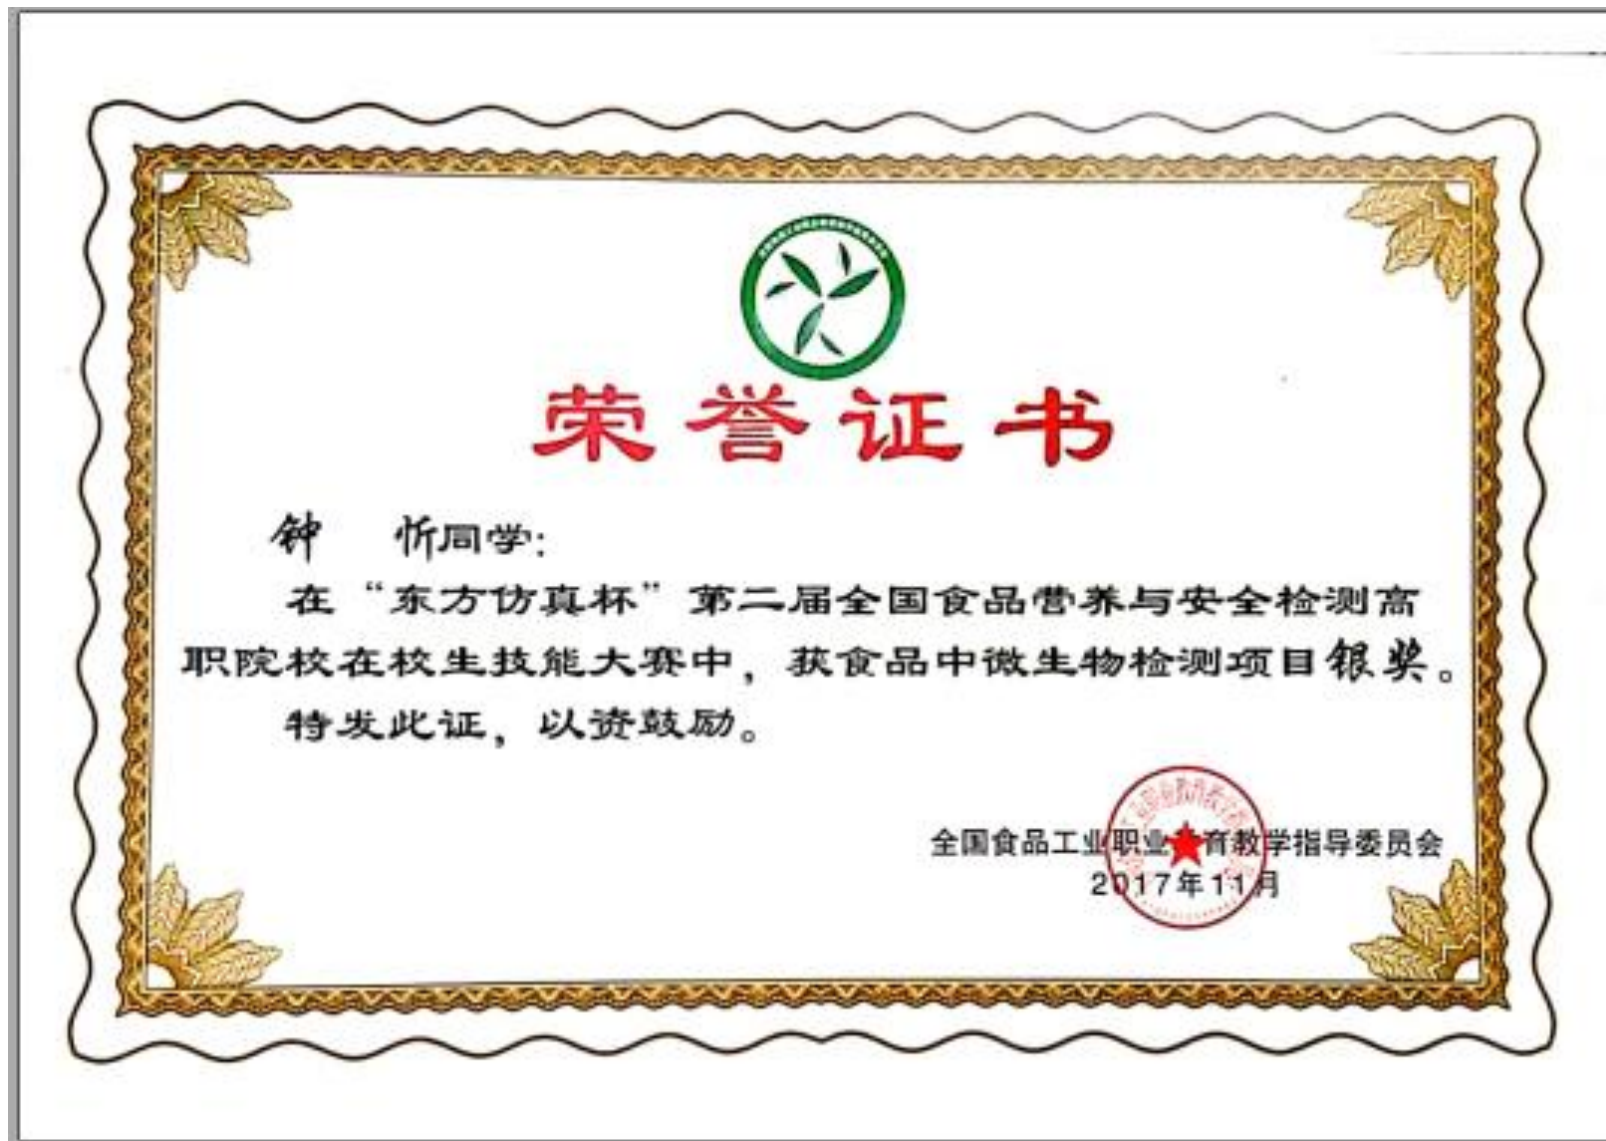 荣誉证书
钟 忻同学：
在“东方仿真杯”第二届全国食品营养与安全检测高
职院校在校生技能大赛中，获食品中微生物检测项目银奖。
特发此证，以资鼓励。
全国食品工业职业教育教学指导委员会
2017年11月